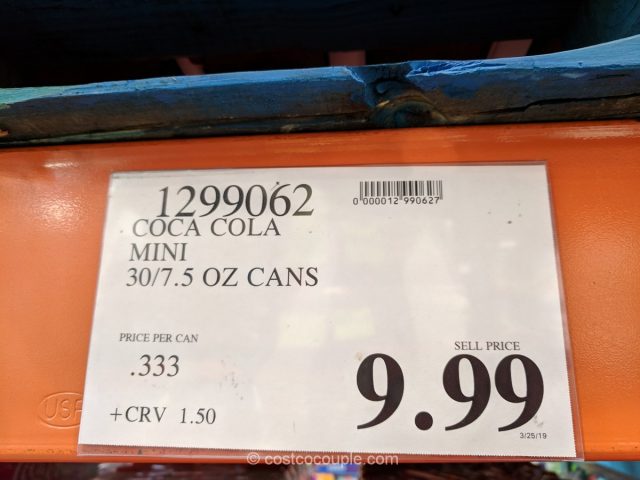 1299062
0 000012 990627
COCA COLA
MINI
30/7.5 OZ CANS
PRICE PER CAN
.333
+CRV 1.50
SELL PRICE
9.99
3/25/19
USP
© costcocouple.com